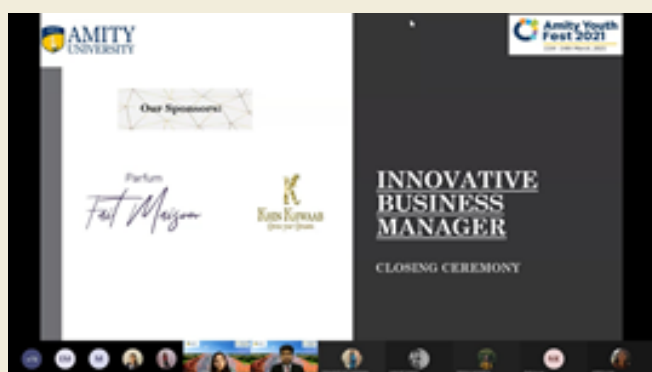 AMITY
UNIVERSITY
Our Sponsors:
Parfum
Fait Maison
K
INNOVATIVE
BUSINESS
MANAGER
CLOSING CEREMONY
Amity Youth
Fest 2021